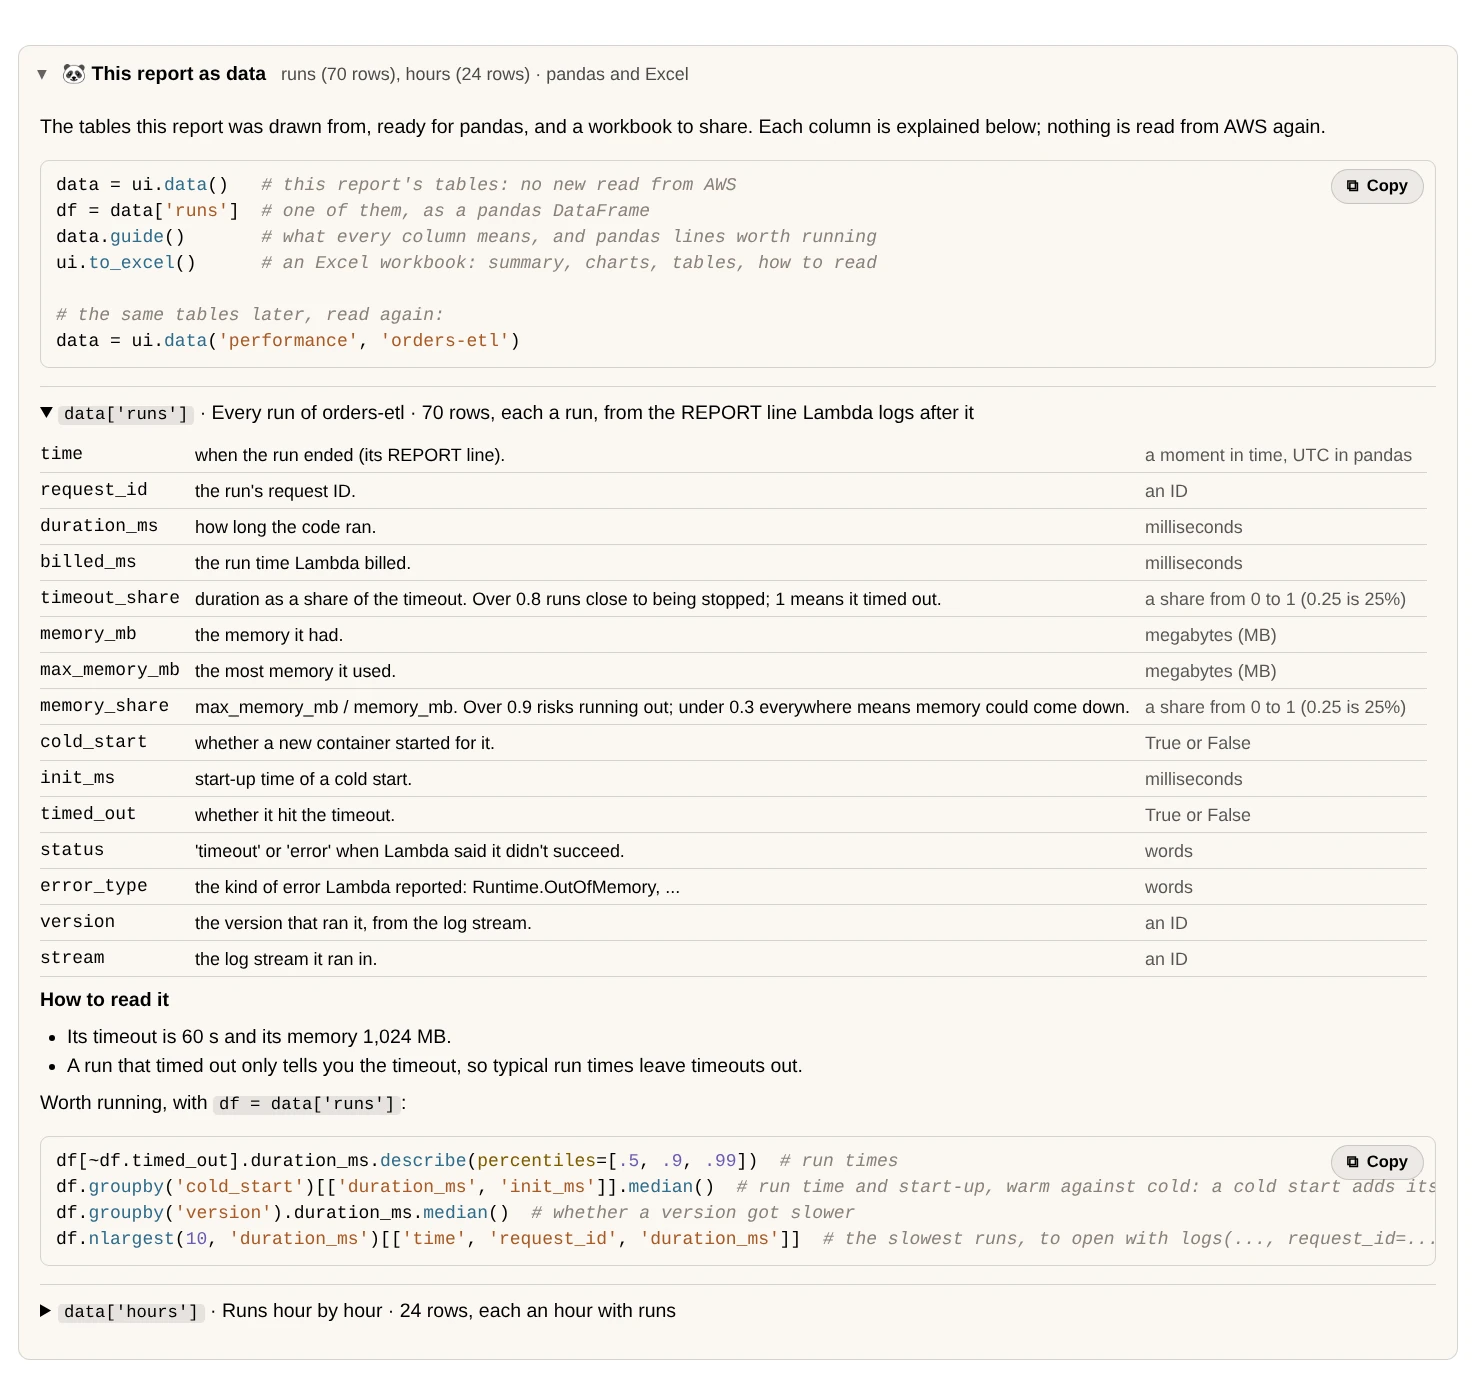 ▼ 🐼 This report as data runs (70 rows), hours (24 rows) · pandas and Excel
The tables this report was drawn from, ready for pandas, and a workbook to share. Each column is explained below; nothing is read from AWS again.
data = ui.data()   # this report's tables: no new read from AWS
Copy
df = data['runs']  # one of them, as a pandas DataFrame
data.guide()       # what every column means, and pandas lines worth running
ui.to_excel()      # an Excel workbook: summary, charts, tables, how to read
# the same tables later, read again:
data = ui.data('performance', 'orders-etl')
▼ data['runs'] · Every run of orders-etl · 70 rows, each a run, from the REPORT line Lambda logs after it
time when the run ended (its REPORT line). a moment in time, UTC in pandas
request_id the run's request ID. an ID
duration_ms how long the code ran. milliseconds
billed_ms the run time Lambda billed. milliseconds
timeout_share duration as a share of the timeout. Over 0.8 runs close to being stopped; 1 means it timed out. a share from 0 to 1 (0.25 is 25%)
memory_mb the memory it had. megabytes (MB)
max_memory_mb the most memory it used. megabytes (MB)
memory_share max_memory_mb / memory_mb. Over 0.9 risks running out; under 0.3 everywhere means memory could come down. a share from 0 to 1 (0.25 is 25%)
cold_start whether a new container started for it. True or False
init_ms start-up time of a cold start. milliseconds
timed_out whether it hit the timeout. True or False
status 'timeout' or 'error' when Lambda said it didn't succeed. words
error_type the kind of error Lambda reported: Runtime.OutOfMemory, ... words
version the version that ran it, from the log stream. an ID
stream the log stream it ran in. an ID
How to read it
• Its timeout is 60 s and its memory 1,024 MB.
• A run that timed out only tells you the timeout, so typical run times leave timeouts out.
Worth running, with df = data['runs']:
df[~df.timed_out].duration_ms.describe(percentiles=[.5, .9, .99])  # run times
Copy
df.groupby('cold_start')[['duration_ms', 'init_ms']].median()  # run time and start-up, warm against cold: a cold start adds its
df.groupby('version').duration_ms.median()  # whether a version got slower
df.nlargest(10, 'duration_ms')[['time', 'request_id', 'duration_ms']]  # the slowest runs, to open with logs(..., request_id=...
▶ data['hours'] · Runs hour by hour · 24 rows, each an hour with runs